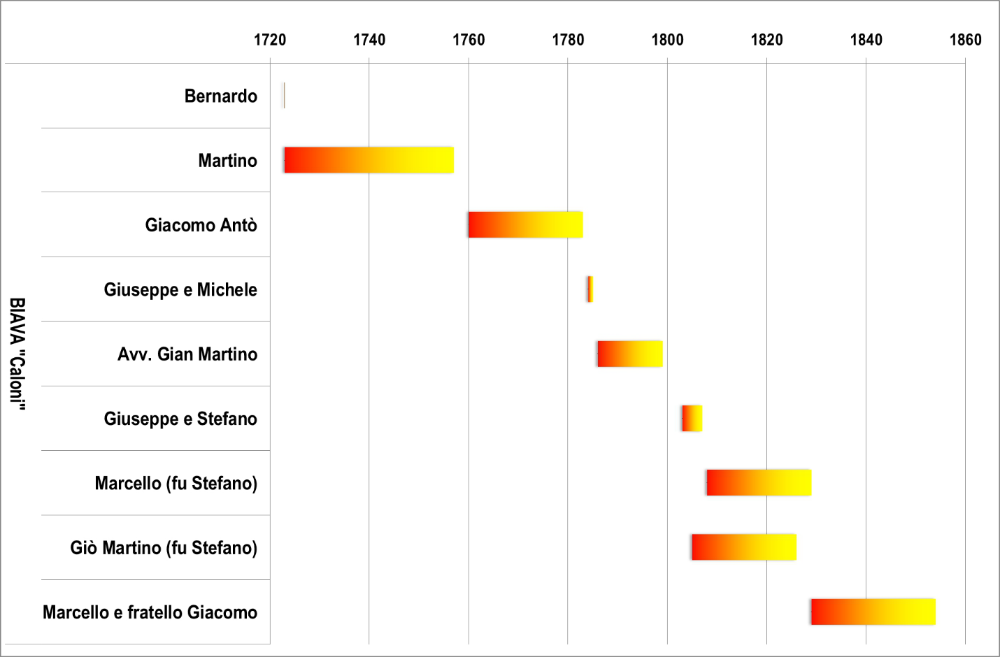 1720 1740 1760 1780 1800 1820 1840 1860
BIAVA "Caloni"
Bernardo
Martino
Giacomo Antò
Giuseppe e Michele
Avv. Gian Martino
Giuseppe e Stefano
Marcello (fu Stefano)
Giò Martino (fu Stefano)
Marcello e fratello Giacomo